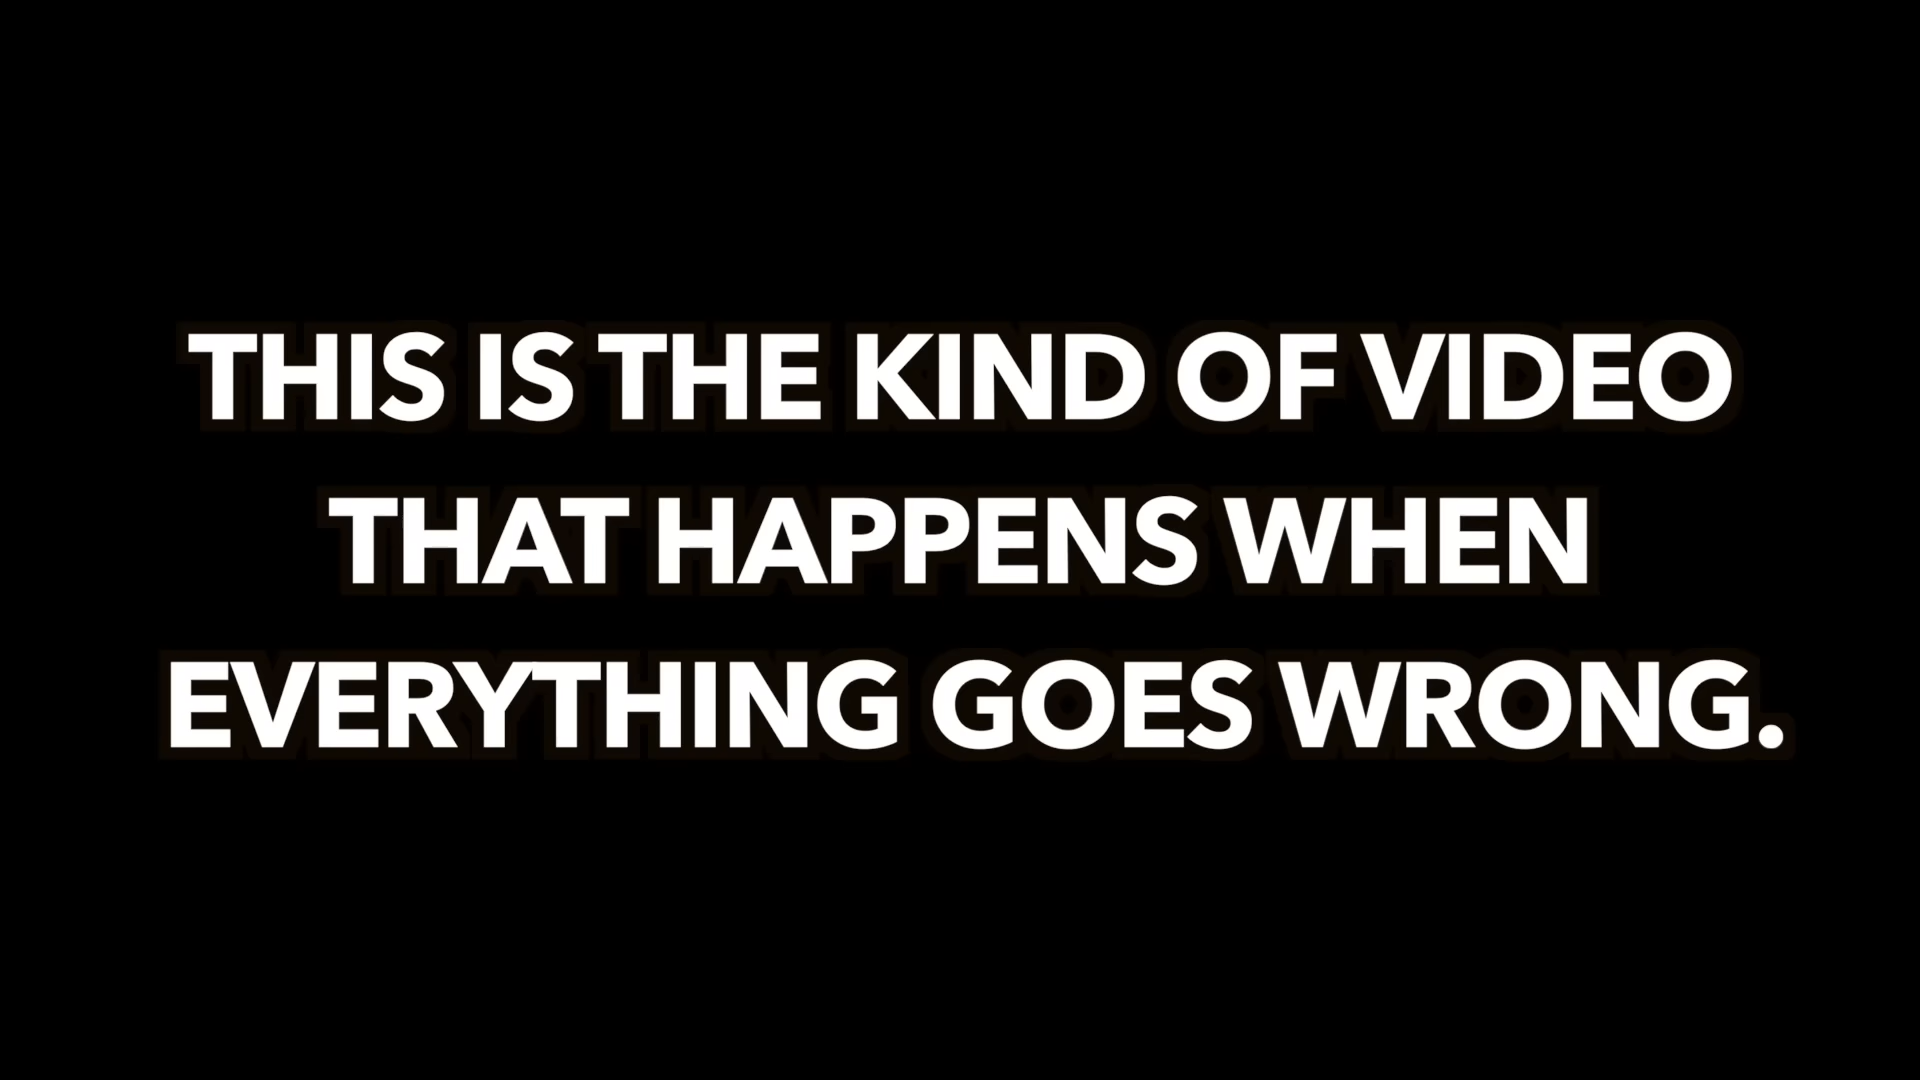 THIS IS THE KIND OF VIDEO
THAT HAPPENS WHEN
EVERYTHING GOES WRONG.